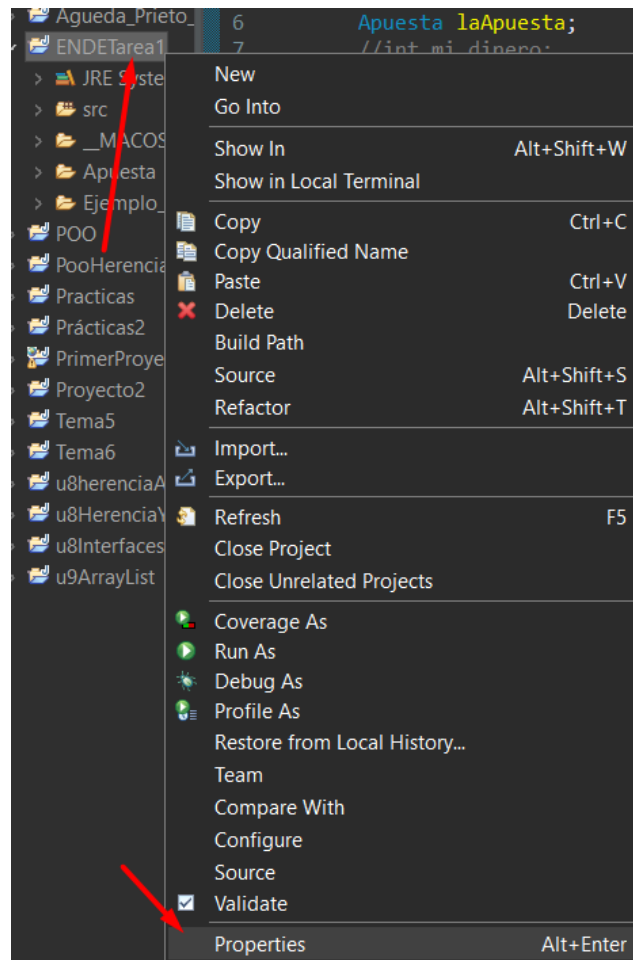 Agueda_Prieto_
6 Apuesta laApuesta;
ENDETarea1
7 //int mi dinero;
JRE Syste
src
__MACOS
Apuesta
Ejemplo_
POO
PooHerencia
Practicas
Prácticas2
PrimerProye
Proyecto2
Tema5
Tema6
u8herenciaA
u8HerenciaY
u8Interfaces
u9ArrayList
New
Go Into
Show In Alt+Shift+W
Show in Local Terminal
Copy Ctrl+C
Copy Qualified Name
Paste Ctrl+V
Delete Delete
Build Path
Source Alt+Shift+S
Refactor Alt+Shift+T
Import...
Export...
Refresh F5
Close Project
Close Unrelated Projects
Coverage As
Run As
Debug As
Profile As
Restore from Local History...
Team
Compare With
Configure
Source
Validate
Properties Alt+Enter